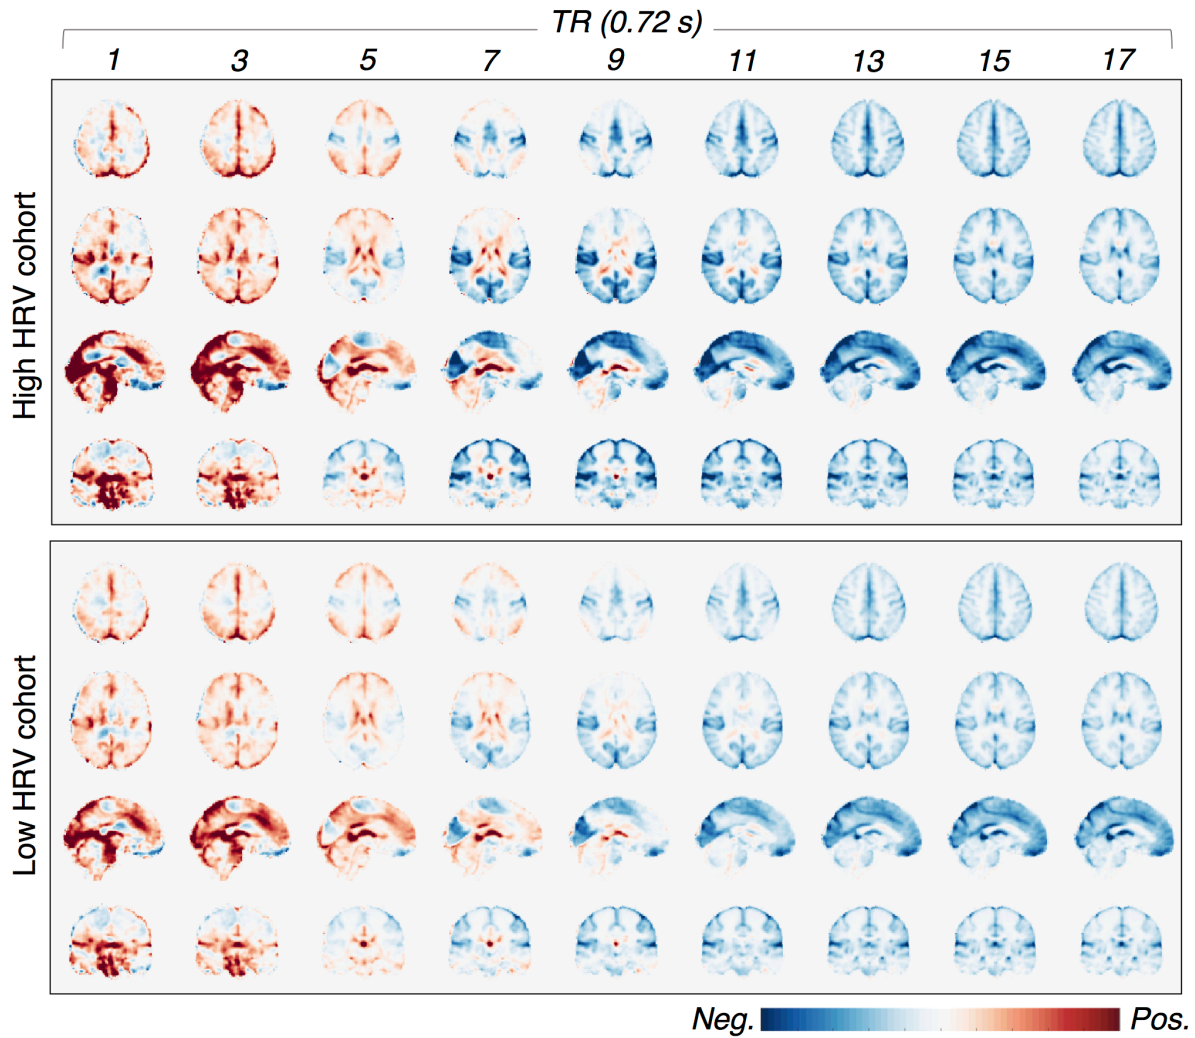 TR (0.72 s)
1 3 5 7 9 11 13 15 17
High HRV cohort
Low HRV cohort
Neg. Pos.